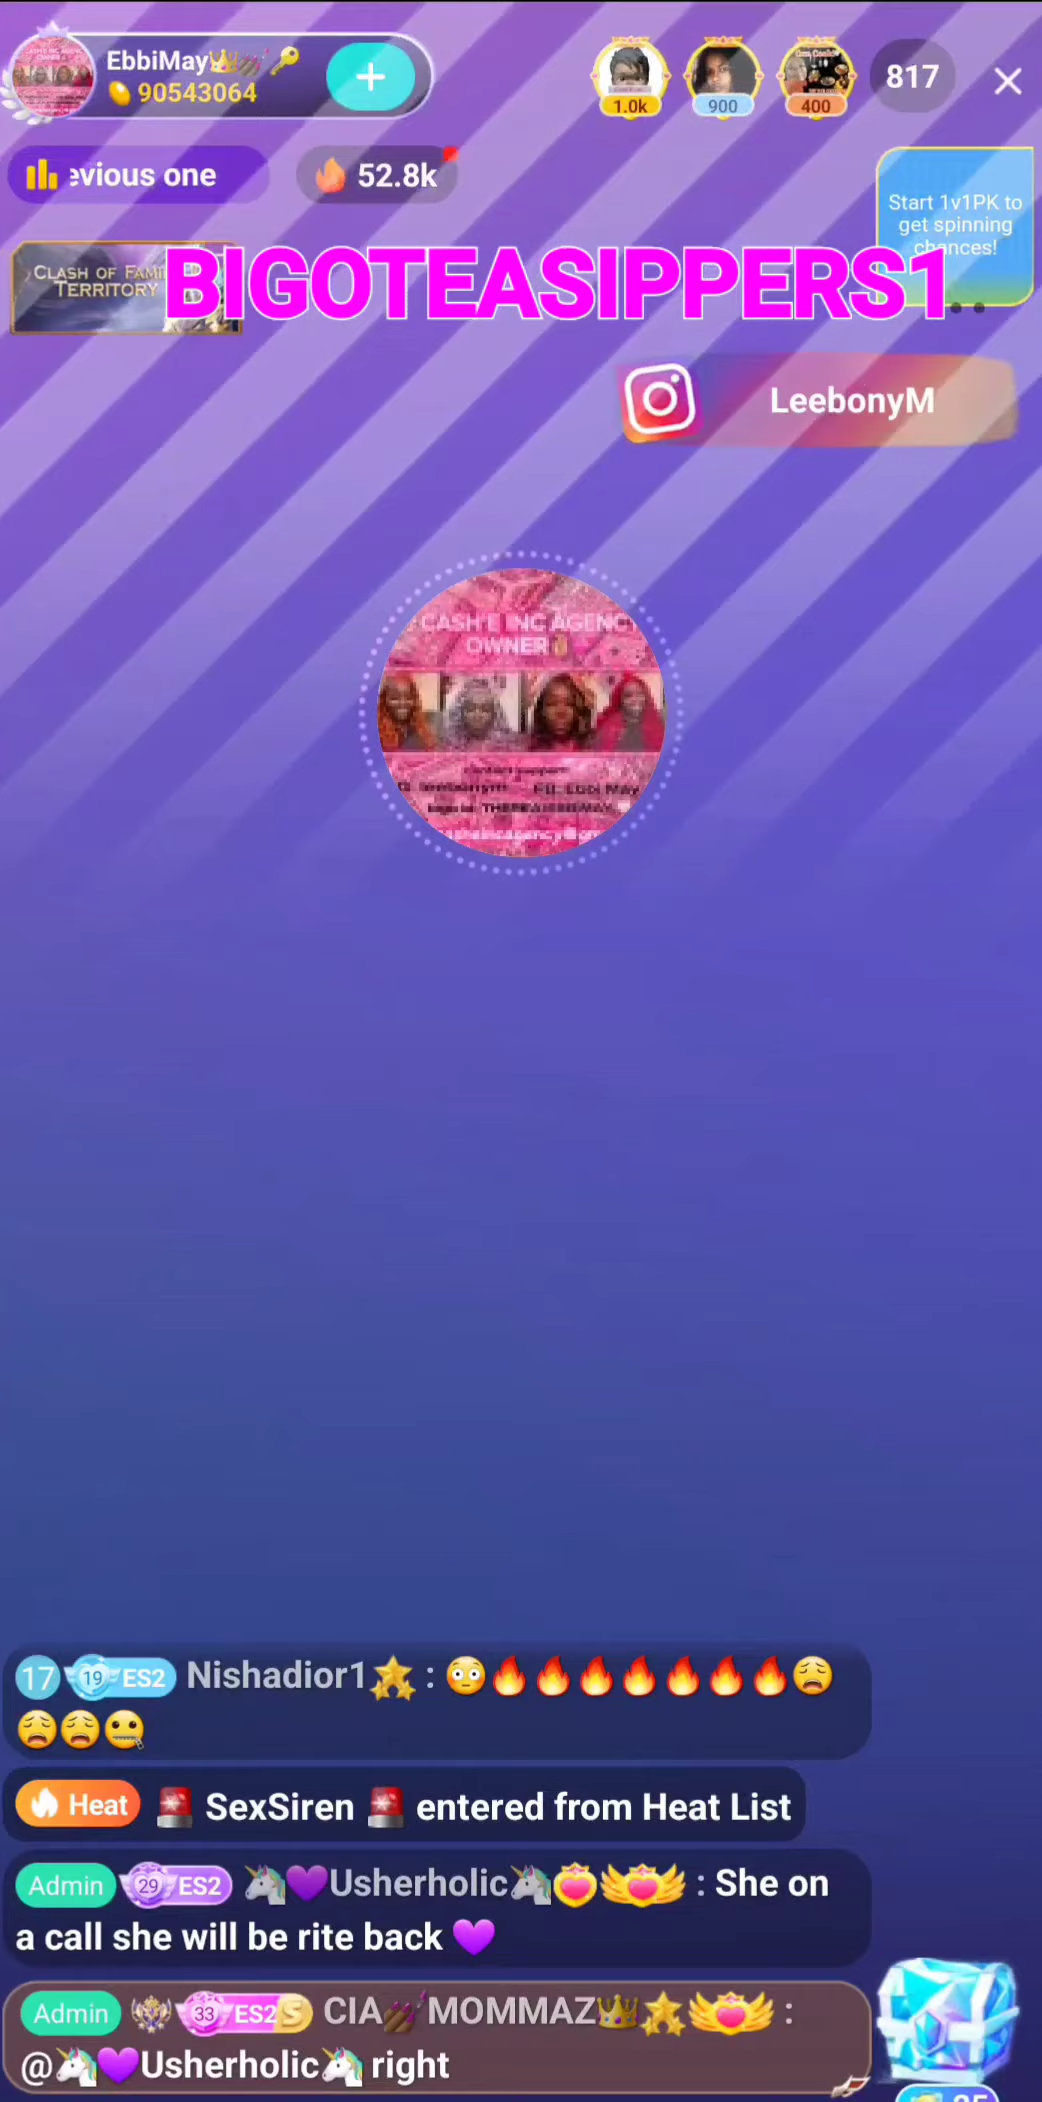 EbbiMay👑💅🏾🔑
90543064
1.0k
900
400
817
evious one
52.8k
Start 1v1PK to
get spinning
chances!
CLASH OF
TERRITORY
BIGOTEASIPPERS1
LeebonyM
CASH'E INC AGENCY
OWNER
17 19 ES2 Nishadior1⭐ : 😳🔥🔥🔥🔥🔥🔥🔥😩
😩😩🤐
Heat 🚨 SexSiren 🚨 entered from Heat List
Admin 29 ES2 🦄💜Usherholic🦄 : She on
a call she will be rite back 💜
Admin 33 ES2 S CIA💅🏾MOMMAZ👑⭐ :
@🦄💜Usherholic🦄 right